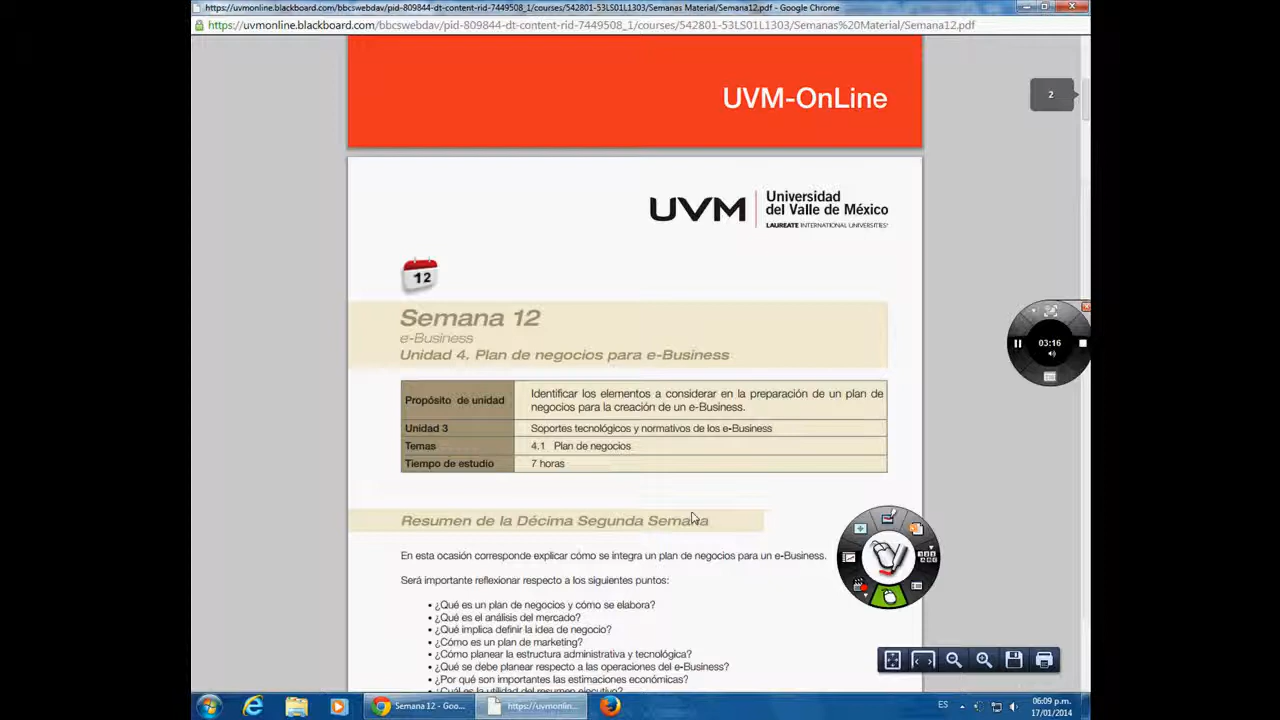 https://uvmonline.blackboard.com/bbcswebdav/pid-809844-dt-content-rid-7449508_1/courses/542801-53LS01L1303/Semanas Material/Semana12.pdf - Google Chrome
https://uvmonline.blackboard.com/bbcswebdav/pid-809844-dt-content-rid-7449508_1/courses/542801-53LS01L1303/Semanas%20Material/Semana12.pdf
UVM-OnLine
2
UVM
Universidad
del Valle de México
LAUREATE INTERNATIONAL UNIVERSITIES®
12
Semana 12
e-Business
Unidad 4. Plan de negocios para e-Business
Propósito de unidad
Identificar los elementos a considerar en la preparación de un plan de
negocios para la creación de un e-Business.
Unidad 3
Soportes tecnológicos y normativos de los e-Business
Temas
4.1 Plan de negocios
Tiempo de estudio
7 horas
03:16
Resumen de la Décima Segunda Semana
En esta ocasión corresponde explicar cómo se integra un plan de negocios para un e-Business.
Será importante reflexionar respecto a los siguientes puntos:
• ¿Qué es un plan de negocios y cómo se elabora?
• ¿Qué es el análisis del mercado?
• ¿Qué implica definir la idea de negocio?
• ¿Cómo es un plan de marketing?
• ¿Cómo planear la estructura administrativa y tecnológica?
• ¿Qué se debe planear respecto a las operaciones del e-Business?
• ¿Por qué son importantes las estimaciones económicas?
• ¿Cuál es la utilidad del resumen ejecutivo?
Semana 12 - Goo...
https://uvmonlin...
ES
06:09 p.m.
17/01/2014